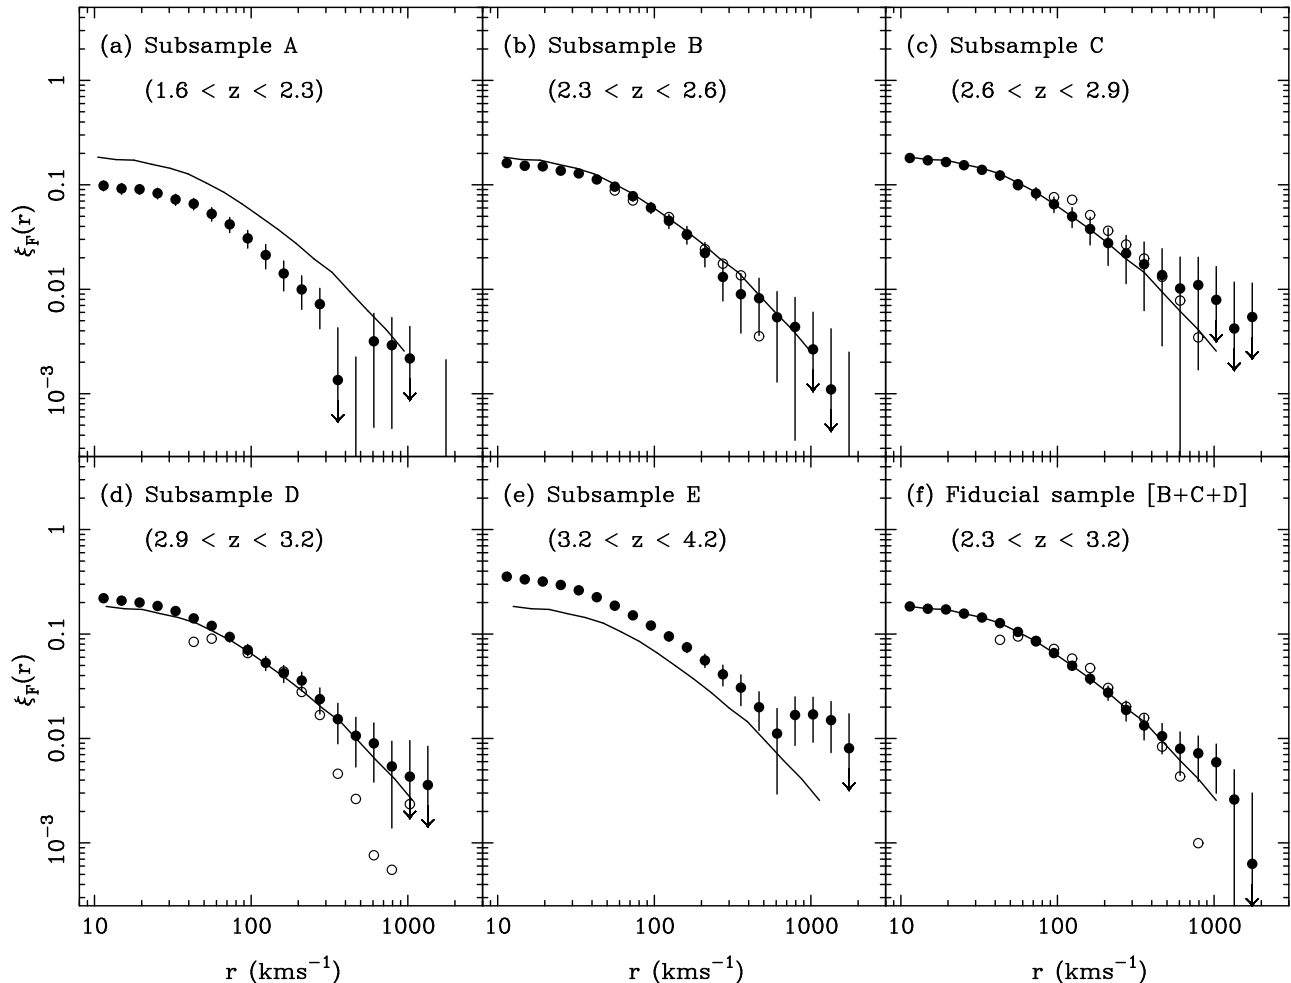 (a) Subsample A
(1.6 < z < 2.3)
(b) Subsample B
(2.3 < z < 2.6)
(c) Subsample C
(2.6 < z < 2.9)
1
0.1
0.01
10⁻³
ξF(r)
(d) Subsample D
(2.9 < z < 3.2)
(e) Subsample E
(3.2 < z < 4.2)
(f) Fiducial sample [B+C+D]
(2.3 < z < 3.2)
1
0.1
0.01
10⁻³
ξF(r)
10 100 1000
10 100 1000
10 100 1000
r (kms⁻¹)
r (kms⁻¹)
r (kms⁻¹)